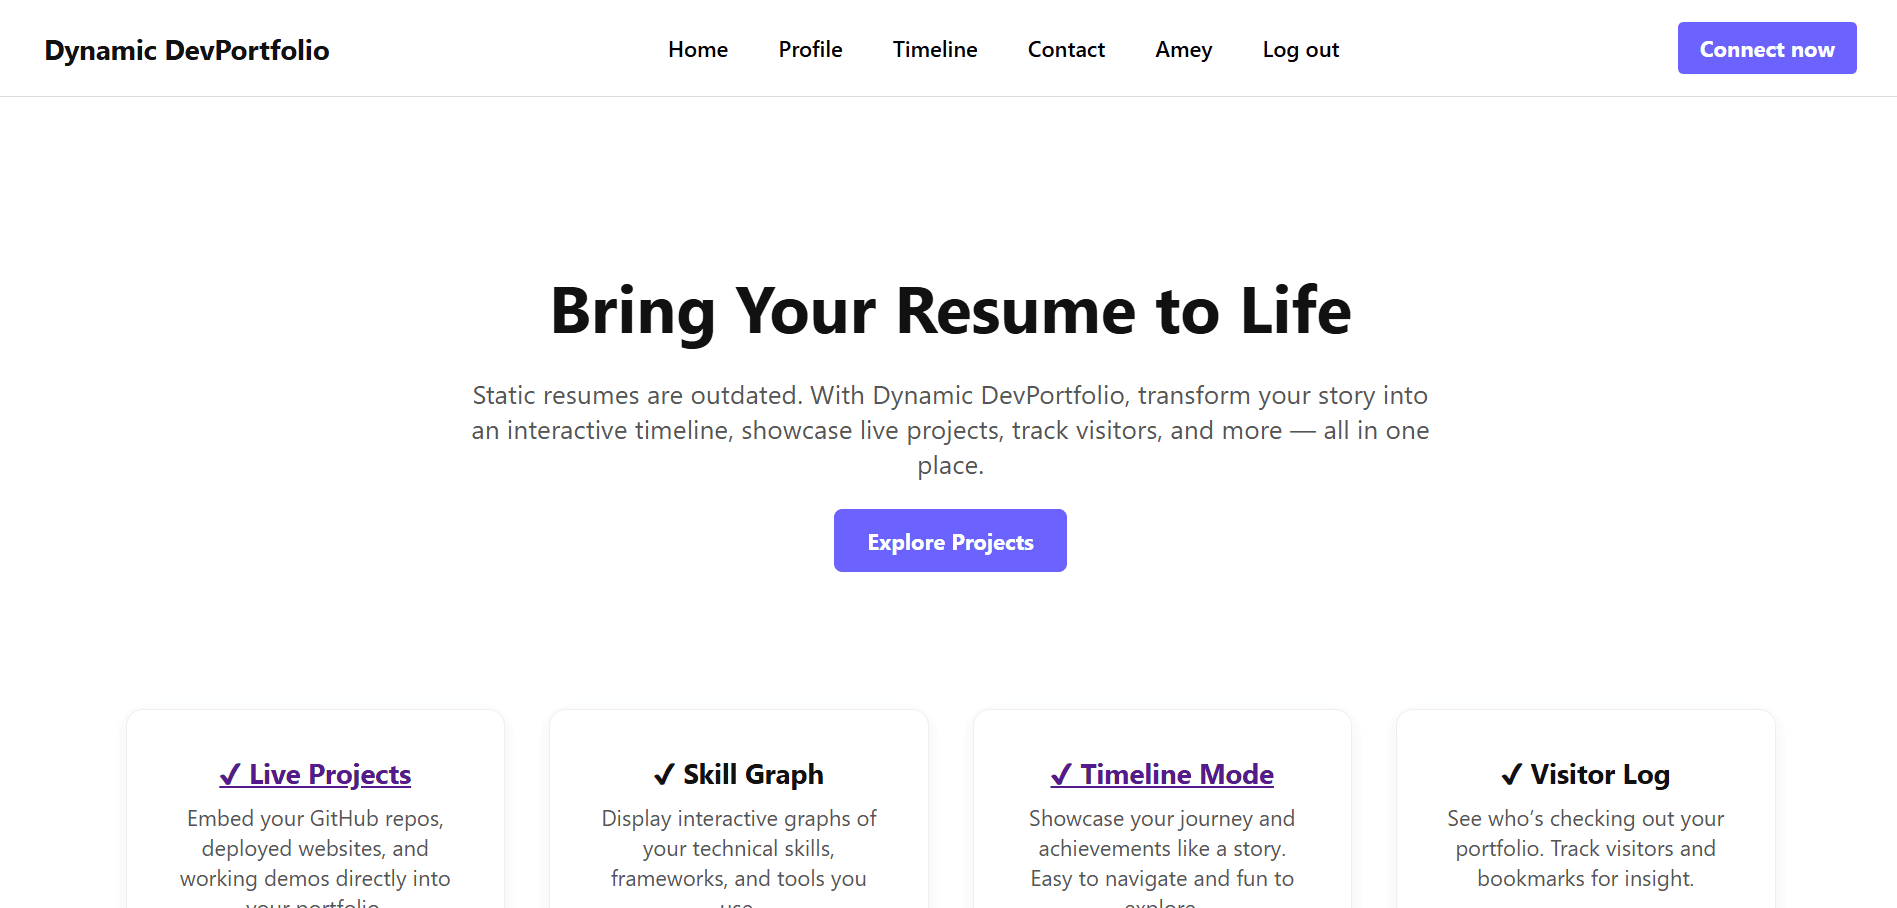 Dynamic DevPortfolio
Home Profile Timeline Contact Amey Log out
Connect now
Bring Your Resume to Life
Static resumes are outdated. With Dynamic DevPortfolio, transform your story into
an interactive timeline, showcase live projects, track visitors, and more — all in one
place.
Explore Projects
✓ Live Projects
Embed your GitHub repos,
deployed websites, and
working demos directly into
your portfolio.
✓ Skill Graph
Display interactive graphs of
your technical skills,
frameworks, and tools you
use.
✓ Timeline Mode
Showcase your journey and
achievements like a story.
Easy to navigate and fun to
explore.
✓ Visitor Log
See who’s checking out your
portfolio. Track visitors and
bookmarks for insight.